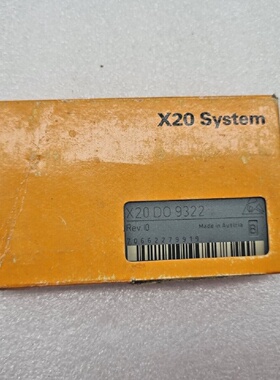 X20 System
X20 DO 9322
Rev. 0
Made in Austria